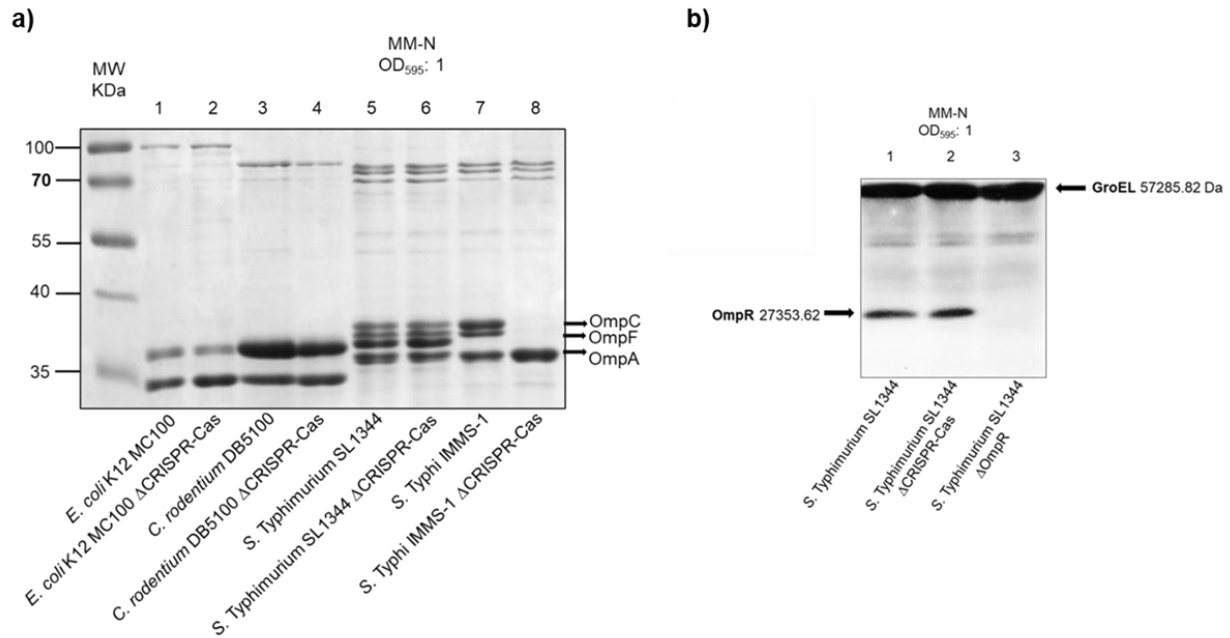 a)
MM-N
OD₅₉₅: 1
MW
KDa
1 2 3 4 5 6 7 8
100
70
55
40
35
OmpC
OmpF
OmpA
E. coli K12 MC100
E. coli K12 MC100 ΔCRISPR-Cas
C. rodentium DB5100
C. rodentium DB5100 ΔCRISPR-Cas
S. Typhimurium SL1344
S. Typhimurium SL1344 ΔCRISPR-Cas
S. Typhi IMMS-1
S. Typhi IMMS-1 ΔCRISPR-Cas
b)
MM-N
OD₅₉₅: 1
1 2 3
GroEL 57285.82 Da
OmpR 27353.62
S. Typhimurium SL1344
S. Typhimurium SL1344
ΔCRISPR-Cas
S. Typhimurium SL1344
ΔOmpR